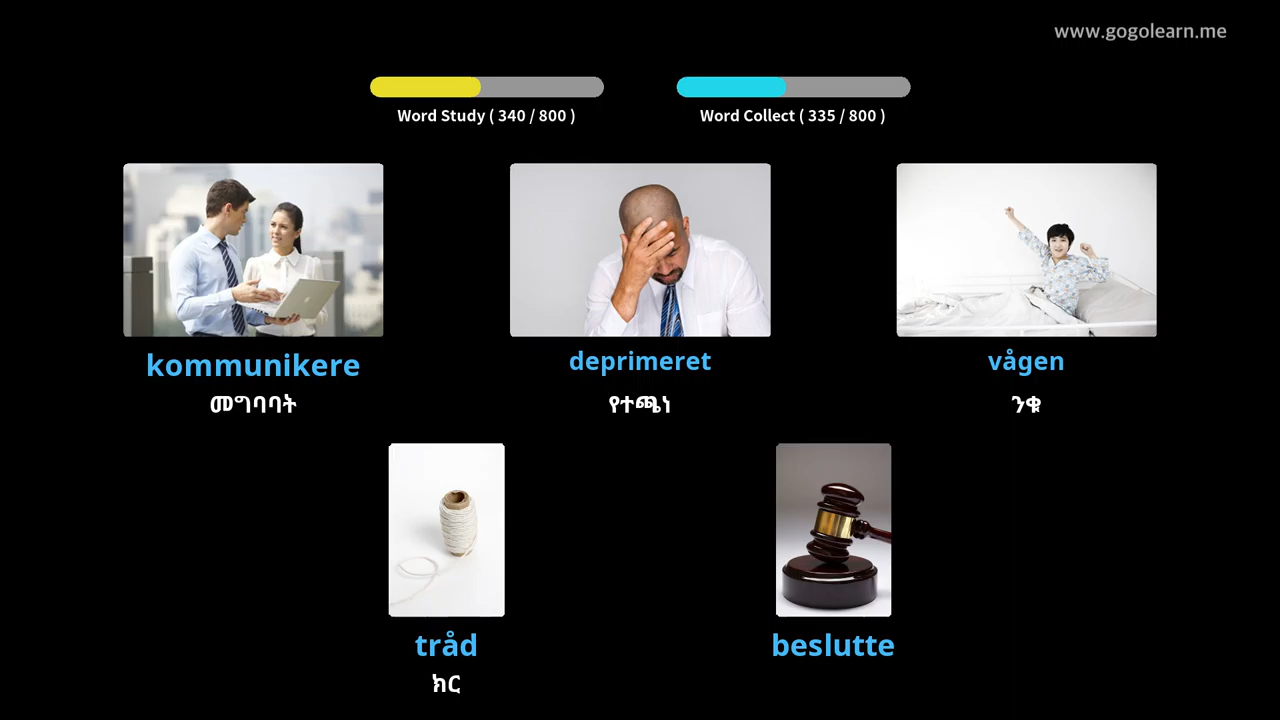 www.gogolearn.me
Word Study ( 340 / 800 )
Word Collect ( 335 / 800 )
kommunikere
deprimeret
vågen
መግባባት
የተጫነ
ንቁ
tråd
beslutte
ክር